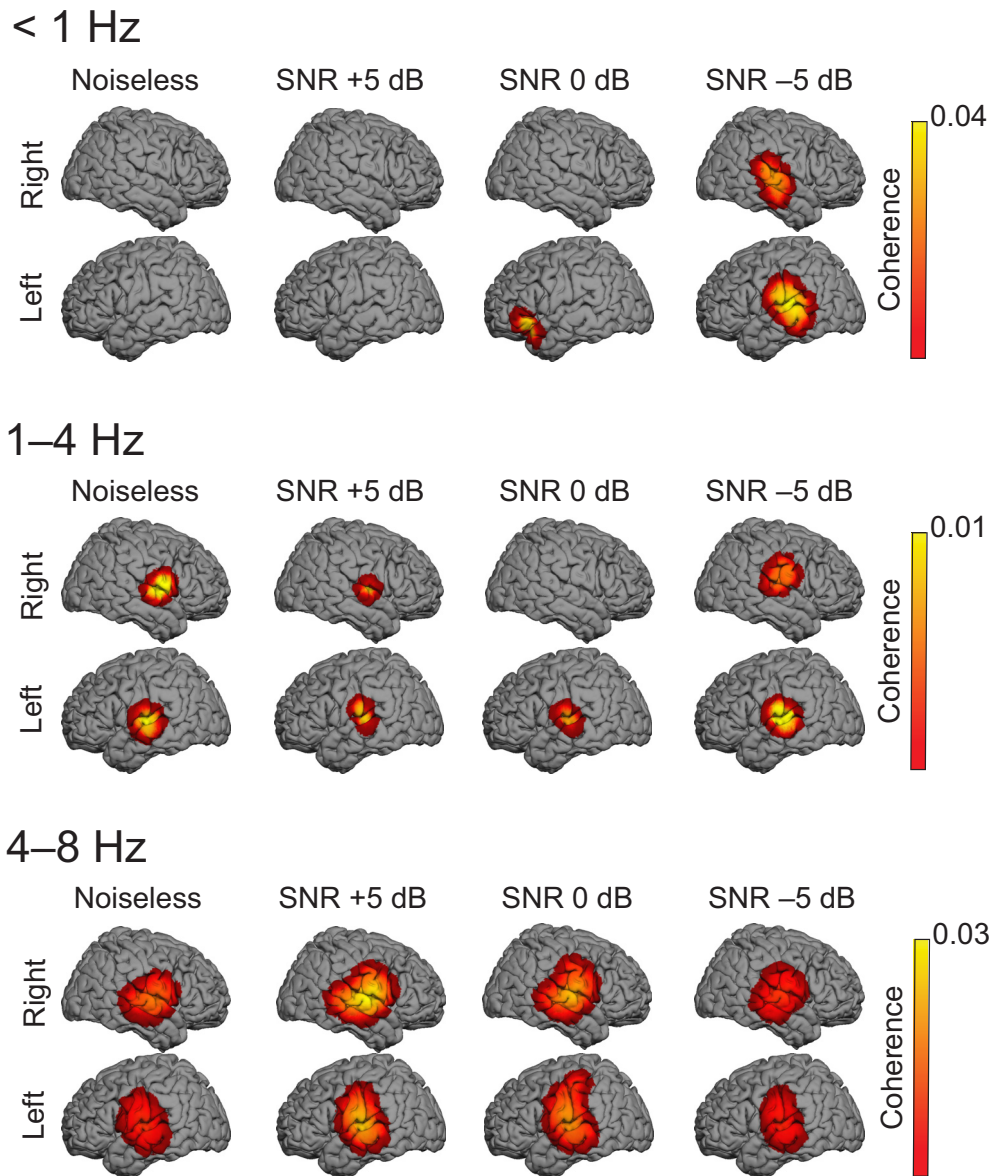 < 1 Hz
Noiseless SNR +5 dB SNR 0 dB SNR –5 dB
0.04
Right
Left
Coherence
1–4 Hz
Noiseless SNR +5 dB SNR 0 dB SNR –5 dB
0.01
Right
Left
Coherence
4–8 Hz
Noiseless SNR +5 dB SNR 0 dB SNR –5 dB
0.03
Right
Left
Coherence